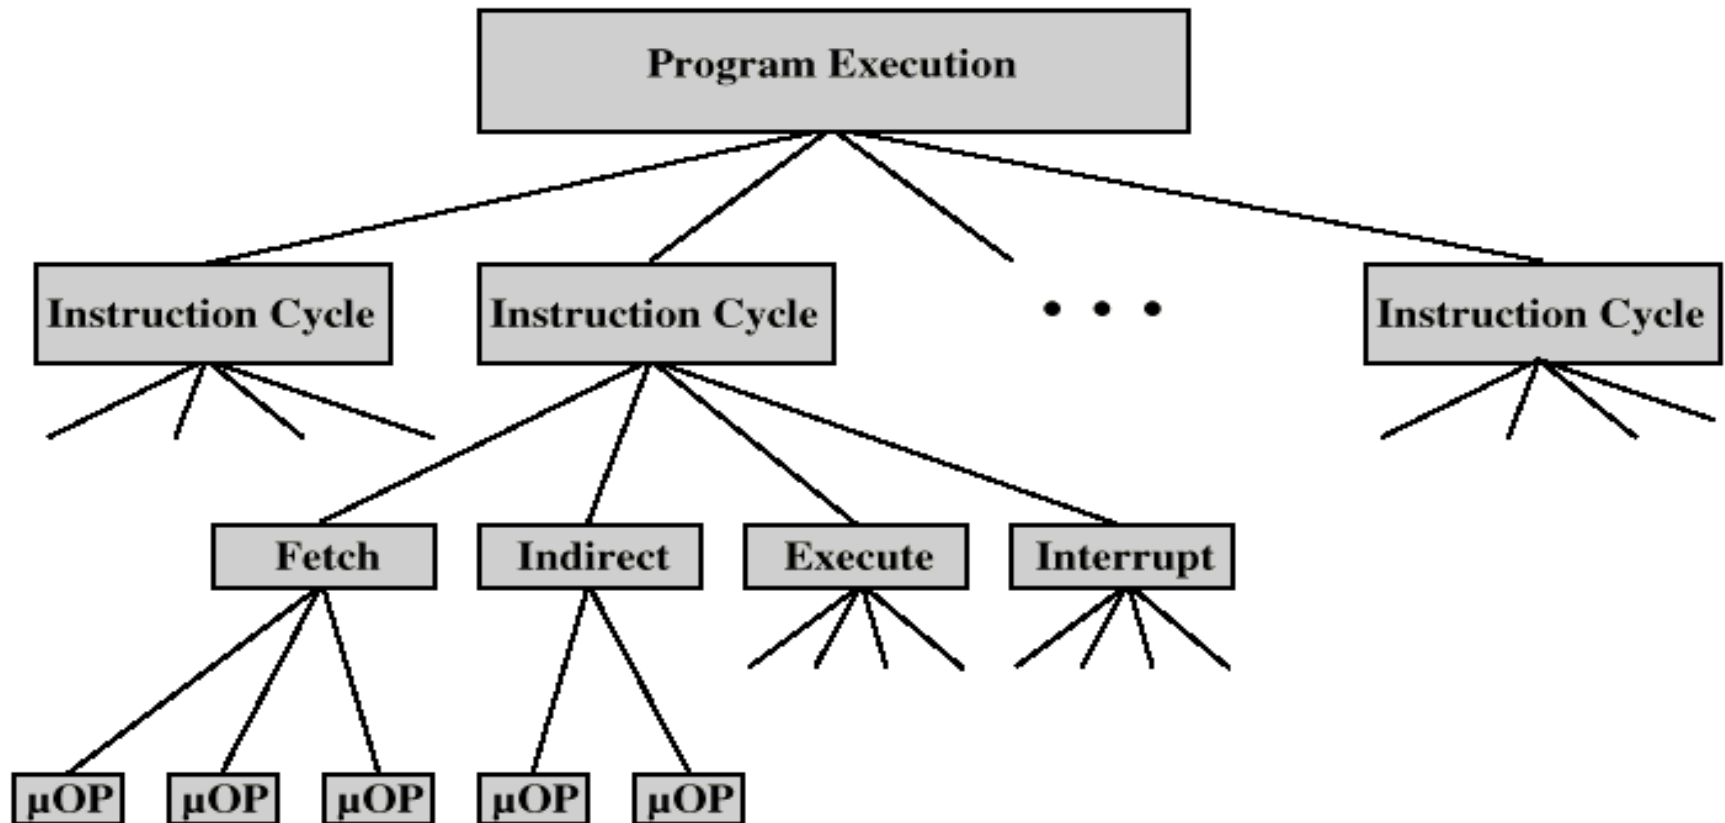 Program Execution
Instruction Cycle
Instruction Cycle
• • •
Instruction Cycle
Fetch
Indirect
Execute
Interrupt
µOP
µOP
µOP
µOP
µOP